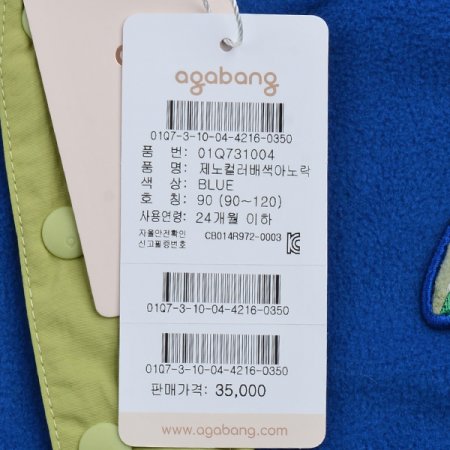 agabang
01Q7-3-10-04-4216-0350
품 번: 01Q731004
품 명: 제노컬러배색아노락
색 상: BLUE
호 칭: 90 (90~120)
사용연령: 24개월 이하
자율안전확인
신고필증번호 CB014R972-0003
01Q7-3-10-04-4216-0350
01Q7-3-10-04-4216-0350
판매가격: 35,000
www.agabang.com